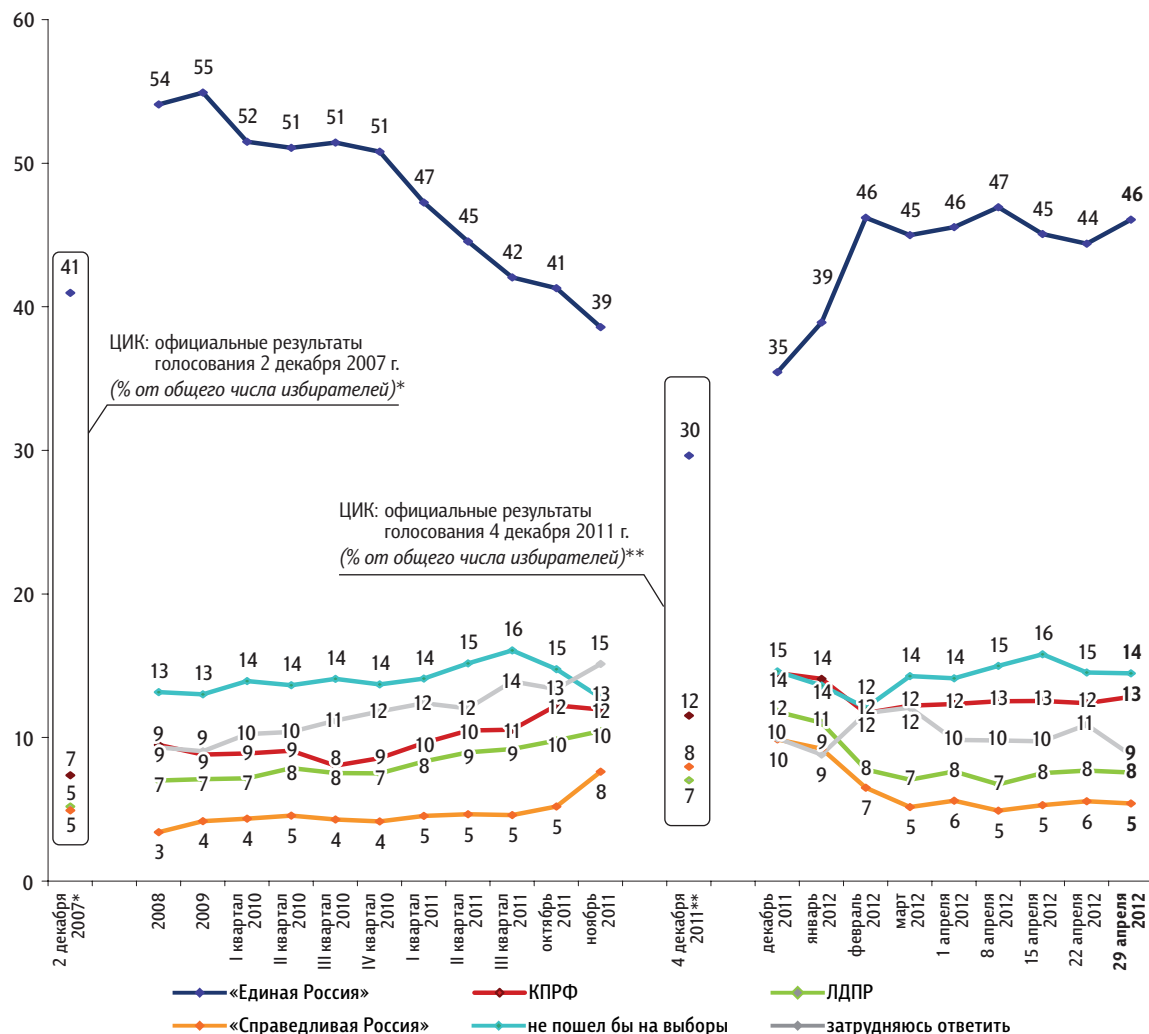 60
50
40
30
20
10
0
54
55
52
51
51
51
47
45
42
41
39
35
39
46
45
46
47
45
44
46
41
7
5
5
ЦИК: официальные результаты
голосования 2 декабря 2007 г.
(% от общего числа избирателей)*
30
12
8
7
ЦИК: официальные результаты
голосования 4 декабря 2011 г.
(% от общего числа избирателей)**
13 13 14 14 14 14 14 15 16 15 13
9 9 10 10 11 12 12 12 14 13 15
9 9 9 9 8 9 10 10 11 12 12
7 7 7 8 8 7 8 9 9 10 10
3 4 4 5 4 4 5 5 5 5 8
15 14 12 14 14 15 16 15 14
14 14 12 12 12 13 13 12 13
12 11 8 7 8 7 8 8 8
10 9 12 12 10 10 10 11 9
10 9 7 5 6 5 5 6 5
2 декабря
2007*
2008
2009
I квартал
2010
II квартал
2010
III квартал
2010
IV квартал
2010
I квартал
2011
II квартал
2011
III квартал
2011
октябрь
2011
ноябрь
2011
4 декабря
2011**
декабрь
2011
январь
2012
февраль
2012
март
2012
1 апреля
2012
8 апреля
2012
15 апреля
2012
22 апреля
2012
29 апреля
2012
«Единая Россия»
КПРФ
ЛДПР
«Справедливая Россия»
не пошел бы на выборы
затрудняюсь ответить